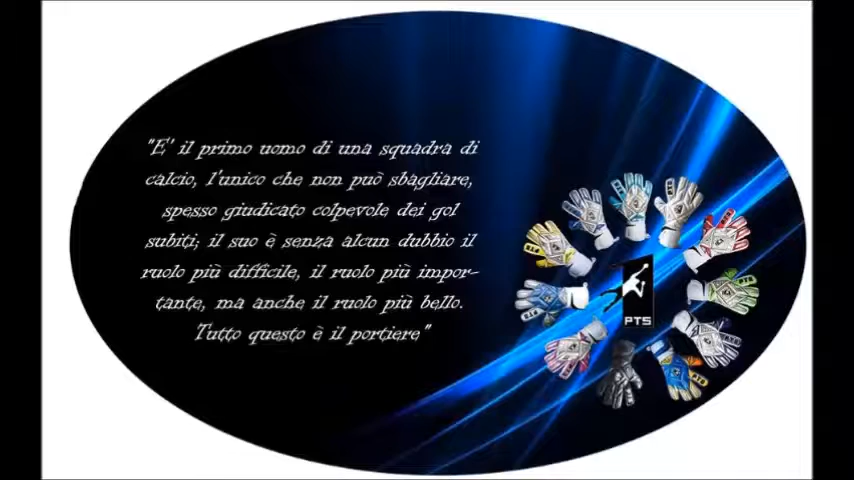 "E' il primo uomo di una squadra di
calcio, l'unico che non può sbagliare,
spesso giudicato colpevole dei gol
subiti; il suo è senza alcun dubbio il
ruolo più difficile, il ruolo più impor-
tante, ma anche il ruolo più bello.
Tutto questo è il portiere"
PTS